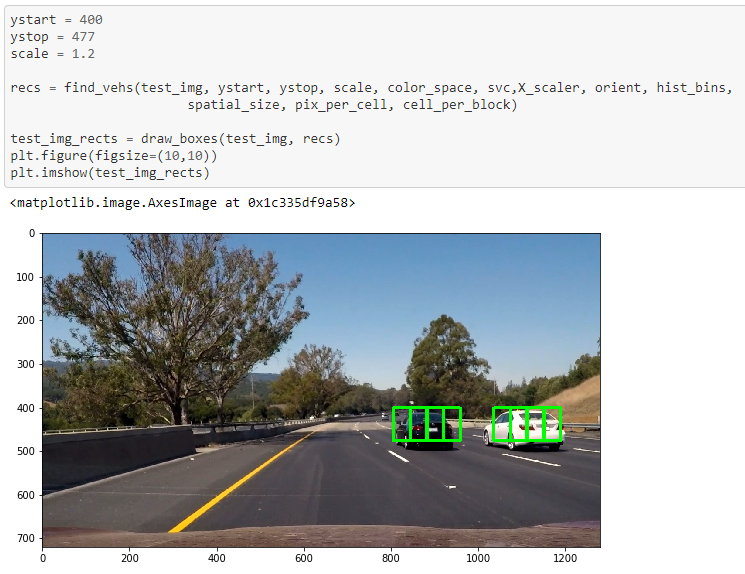 ystart = 400
ystop = 477
scale = 1.2
recs = find_vehs(test_img, ystart, ystop, scale, color_space, svc,X_scaler, orient, hist_bins,
spatial_size, pix_per_cell, cell_per_block)
test_img_rects = draw_boxes(test_img, recs)
plt.figure(figsize=(10,10))
plt.imshow(test_img_rects)
<matplotlib.image.AxesImage at 0x1c335df9a58>
0
100
200
300
400
500
600
700
0 200 400 600 800 1000 1200